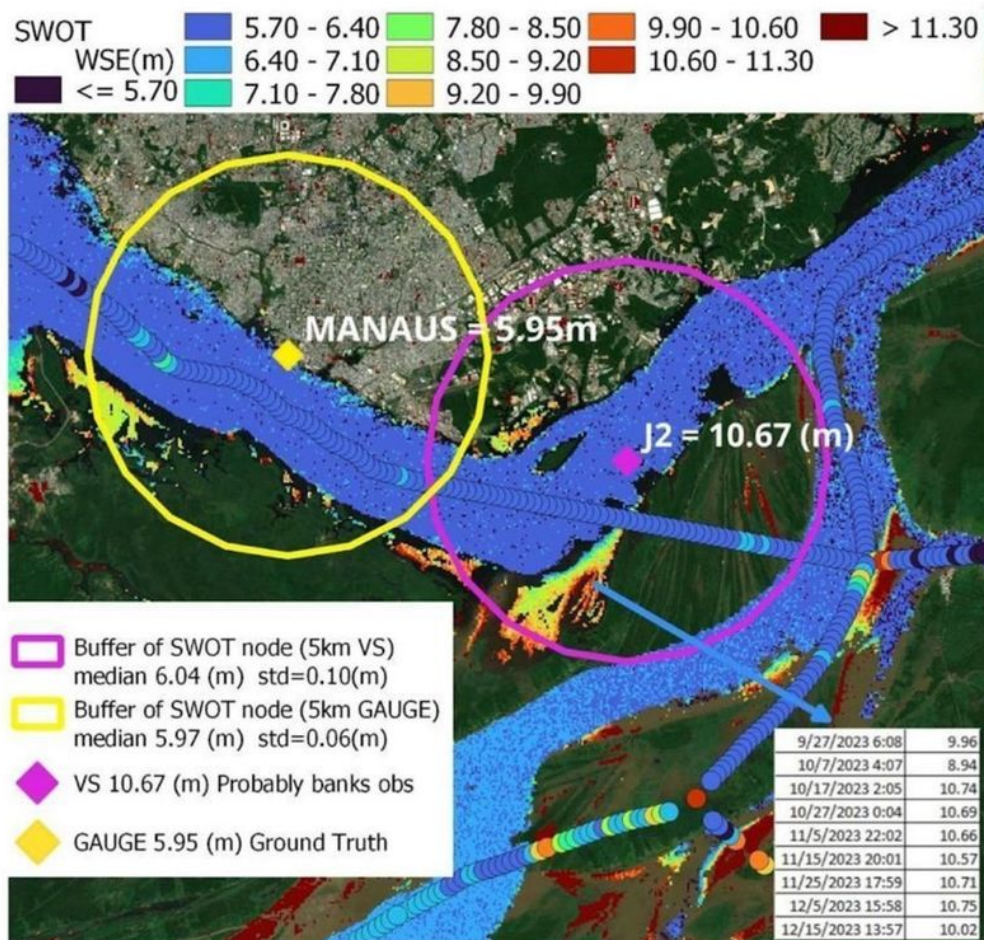 SWOT
WSE(m)
<= 5.70
5.70 - 6.40
6.40 - 7.10
7.10 - 7.80
7.80 - 8.50
8.50 - 9.20
9.20 - 9.90
9.90 - 10.60
10.60 - 11.30
> 11.30
MANAUS = 5.95m
J2 = 10.67 (m)
Buffer of SWOT node (5km VS)
median 6.04 (m) std=0.10(m)
Buffer of SWOT node (5km GAUGE)
median 5.97 (m) std=0.06(m)
VS 10.67 (m) Probably banks obs
GAUGE 5.95 (m) Ground Truth
9/27/2023 6:08 9.96
10/7/2023 4:07 8.94
10/17/2023 2:05 10.74
10/27/2023 0:04 10.69
11/5/2023 22:02 10.66
11/15/2023 20:01 10.57
11/25/2023 17:59 10.71
12/5/2023 15:58 10.75
12/15/2023 13:57 10.02